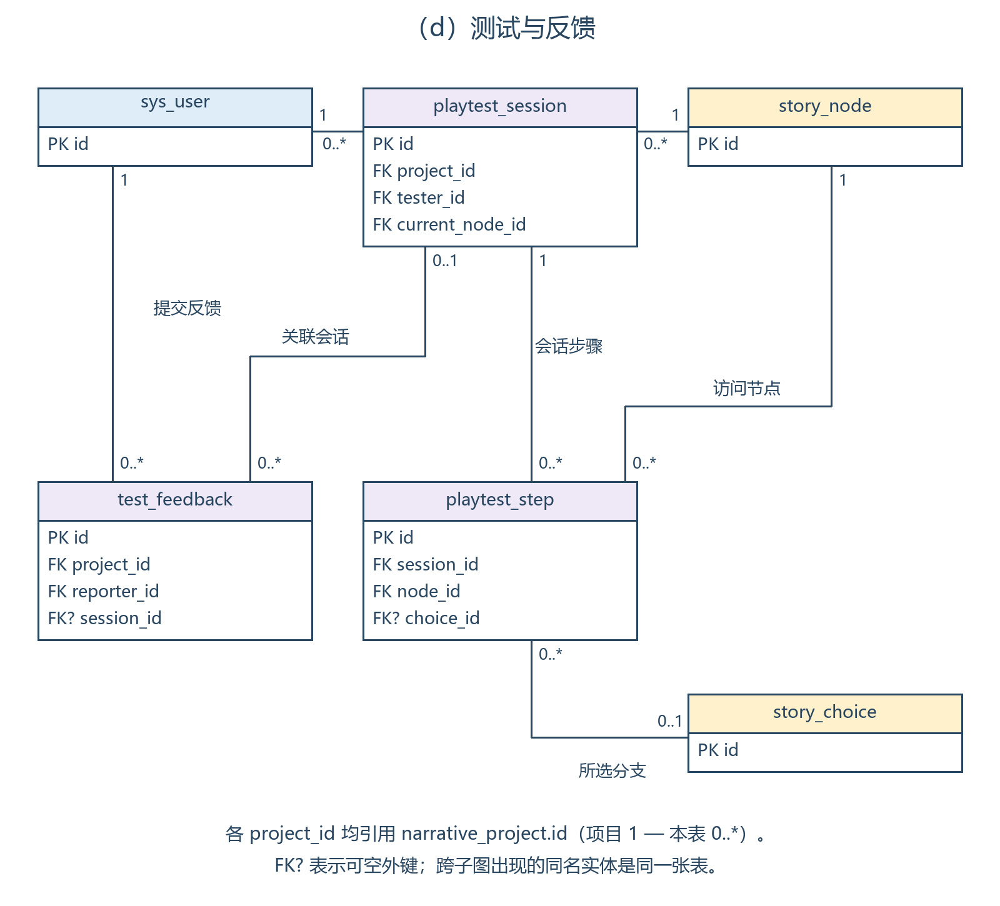 （d）测试与反馈
sys_user
PK id
1
0..*
playtest_session
PK id
FK project_id
FK tester_id
FK current_node_id
1
0..*
story_node
PK id
1
0..1
1
1
提交反馈
关联会话
会话步骤
访问节点
0..*
0..*
0..*
0..*
test_feedback
PK id
FK project_id
FK reporter_id
FK? session_id
playtest_step
PK id
FK session_id
FK node_id
FK? choice_id
0..*
0..1
story_choice
PK id
所选分支
各 project_id 均引用 narrative_project.id（项目 1 — 本表 0..*）。
FK? 表示可空外键；跨子图出现的同名实体是同一张表。